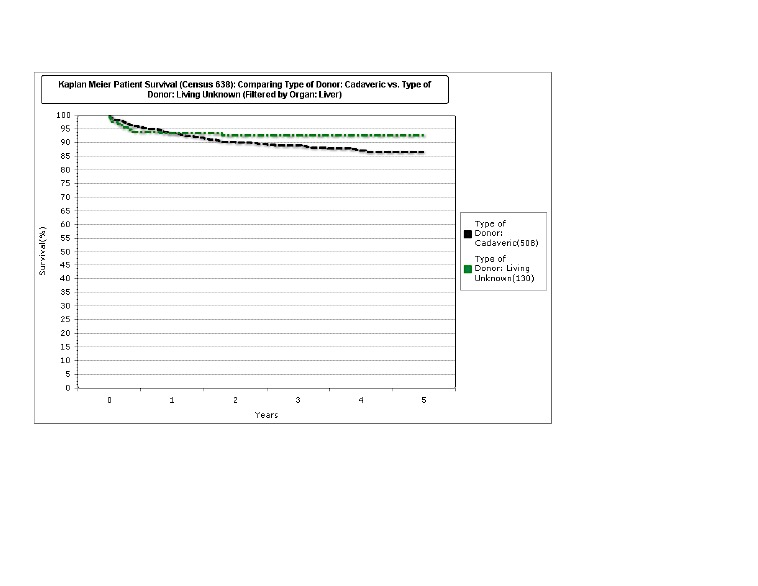 Kaplan Meier Patient Survival (Census 638): Comparing Type of Donor: Cadaveric vs. Type of
Donor: Living Unknown (Filtered by Organ: Liver)
100
95
90
85
80
75
70
65
60
55
50
45
40
35
30
25
20
15
10
5
0
Survival(%)
0 1 2 3 4 5
Years
Type of
Donor:
Cadaveric(508)
Type of
Donor: Living
Unknown(130)